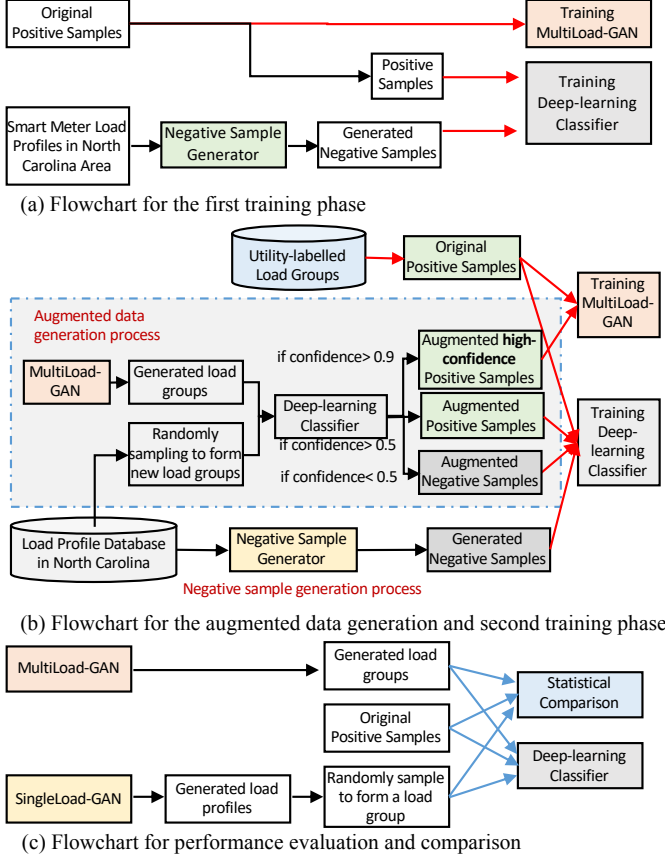 Original
Positive Samples
Training
MultiLoad-GAN
Positive
Samples
Training
Deep-learning
Classifier
Smart Meter Load
Profiles in North
Carolina Area
Negative Sample
Generator
Generated
Negative Samples
(a) Flowchart for the first training phase
Utility-labelled
Load Groups
Original
Positive Samples
Training
MultiLoad-
GAN
Augmented data
generation process
if confidence> 0.9
Augmented high-
confidence
Positive Samples
MultiLoad-
GAN
Generated load
groups
Deep-learning
Classifier
Augmented
Positive Samples
Randomly
sampling to form
new load groups
if confidence> 0.5
if confidence< 0.5
Augmented
Negative Samples
Training
Deep-
learning
Classifier
Load Profile Database
in North Carolina
Negative Sample
Generator
Generated
Negative Samples
Negative sample generation process
(b) Flowchart for the augmented data generation and second training phase
MultiLoad-GAN
Generated load
groups
Statistical
Comparison
Original
Positive Samples
Deep-learning
Classifier
SingleLoad-GAN
Generated load
profiles
Randomly sample
to form a load
group
(c) Flowchart for performance evaluation and comparison